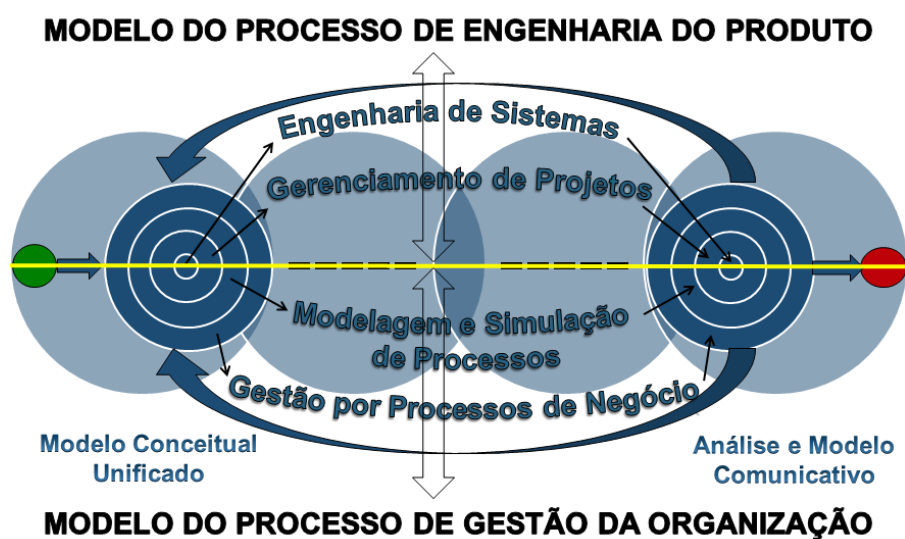 MODELO DO PROCESSO DE ENGENHARIA DO PRODUTO
Engenharia de Sistemas
Gerenciamento de Projetos
Modelagem e Simulação
de Processos
Gestão por Processos de Negócio
Modelo Conceitual
Unificado
Análise e Modelo
Comunicativo
MODELO DO PROCESSO DE GESTÃO DA ORGANIZAÇÃO